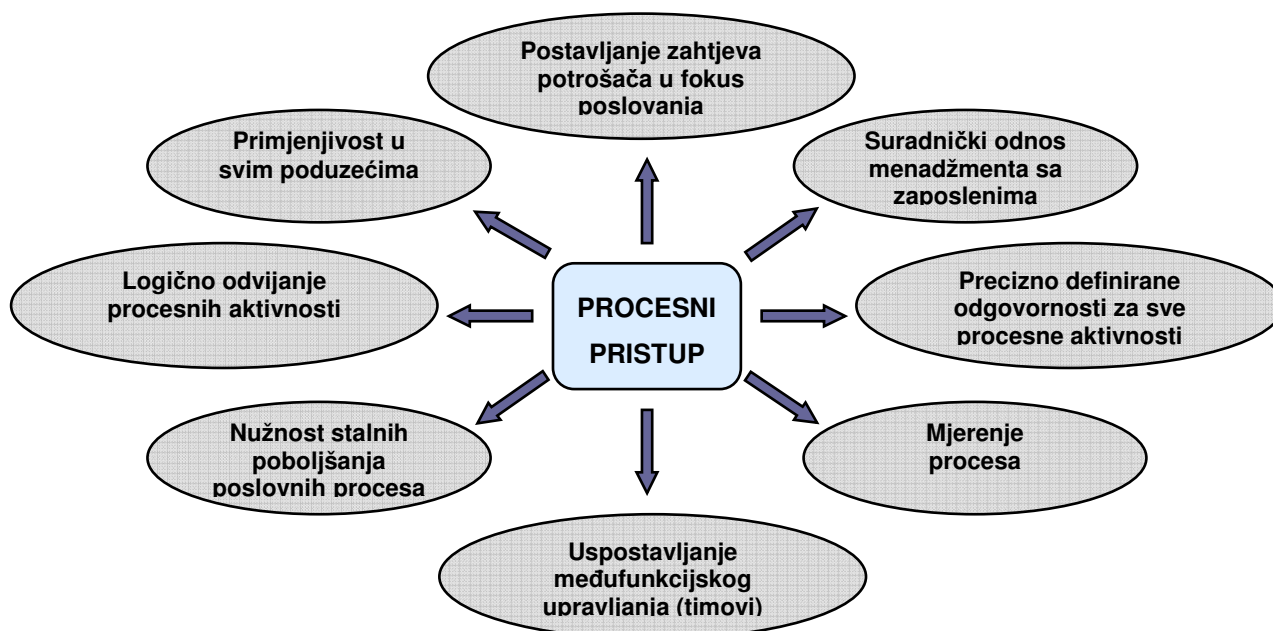 Postavljanje zahtjeva
potrošača u fokus
poslovanja
Primjenjivost u
svim poduzećima
Suradnički odnos
menadžmenta sa
zaposlenima
Logično odvijanje
procesnih aktivnosti
PROCESNI
PRISTUP
Precizno definirane
odgovornosti za sve
procesne aktivnosti
Nužnost stalnih
poboljšanja
poslovnih procesa
Mjerenje
procesa
Uspostavljanje
međufunkcijskog
upravljanja (timovi)